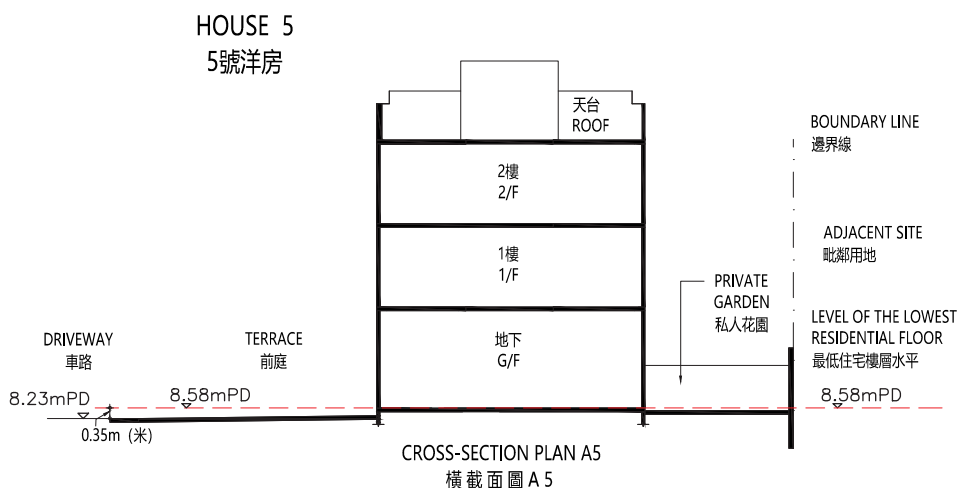 HOUSE 5
5號洋房
天台
ROOF
BOUNDARY LINE
邊界線
2樓
2/F
ADJACENT SITE
毗鄰用地
1樓
1/F
PRIVATE
GARDEN
私人花園
LEVEL OF THE LOWEST
RESIDENTIAL FLOOR
最低住宅樓層水平
DRIVEWAY
車路
TERRACE
前庭
地下
G/F
8.23mPD
8.58mPD
8.58mPD
0.35m (米)
CROSS-SECTION PLAN A5
橫截面圖A5